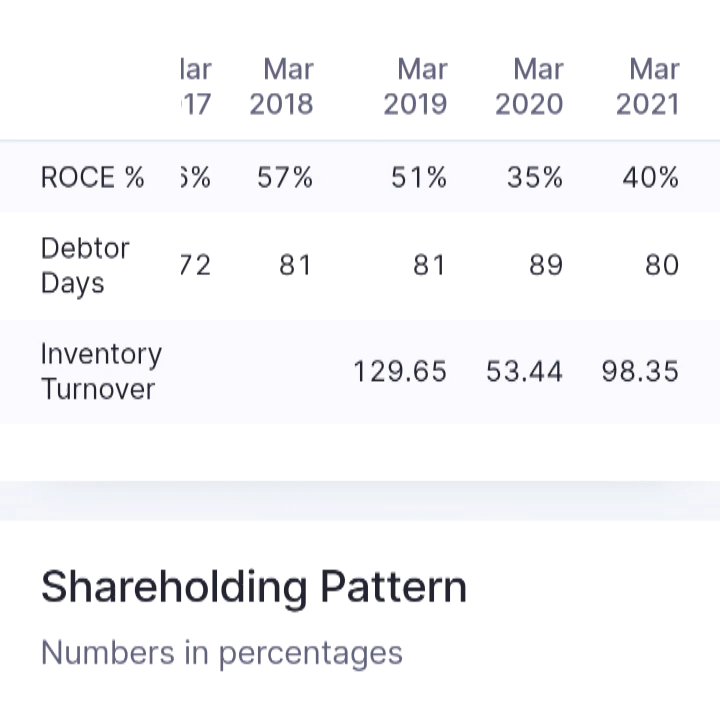 Mar Mar Mar Mar
2018 2019 2020 2021
ROCE % 57% 51% 35% 40%
Debtor
Days 72 81 81 89 80
Inventory
Turnover 129.65 53.44 98.35
Shareholding Pattern
Numbers in percentages